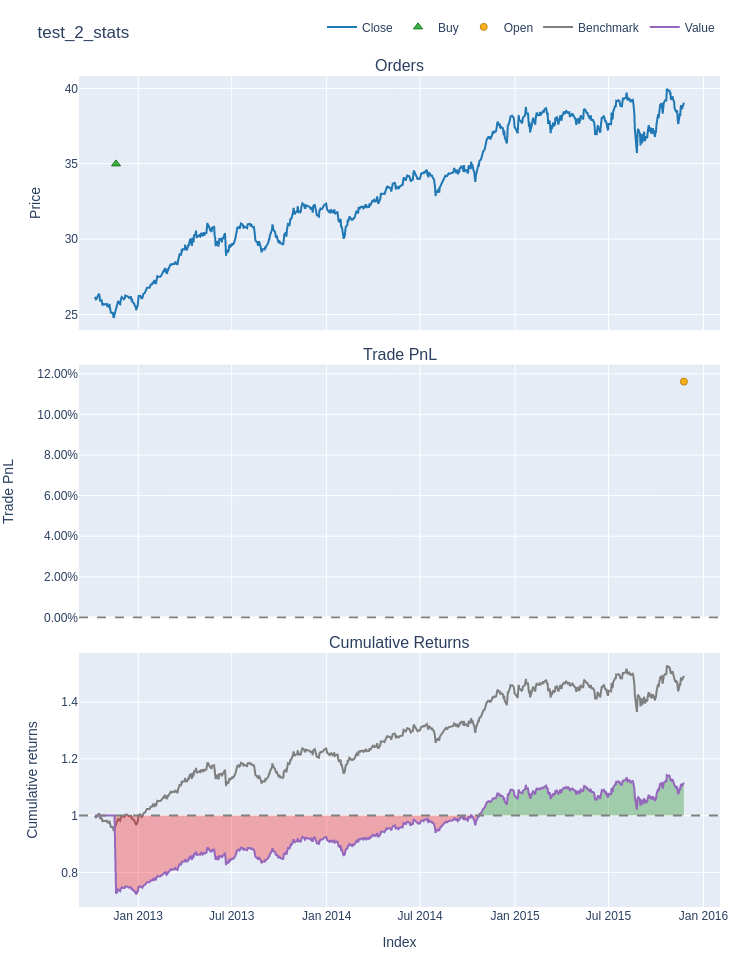 test_2_stats
Close Buy Open Benchmark Value
Orders
40
35
30
25
Price
Trade PnL
12.00%
10.00%
8.00%
6.00%
4.00%
2.00%
0.00%
Trade PnL
Cumulative Returns
1.4
1.2
1
0.8
Cumulative returns
Jan 2013 Jul 2013 Jan 2014 Jul 2014 Jan 2015 Jul 2015 Jan 2016
Index